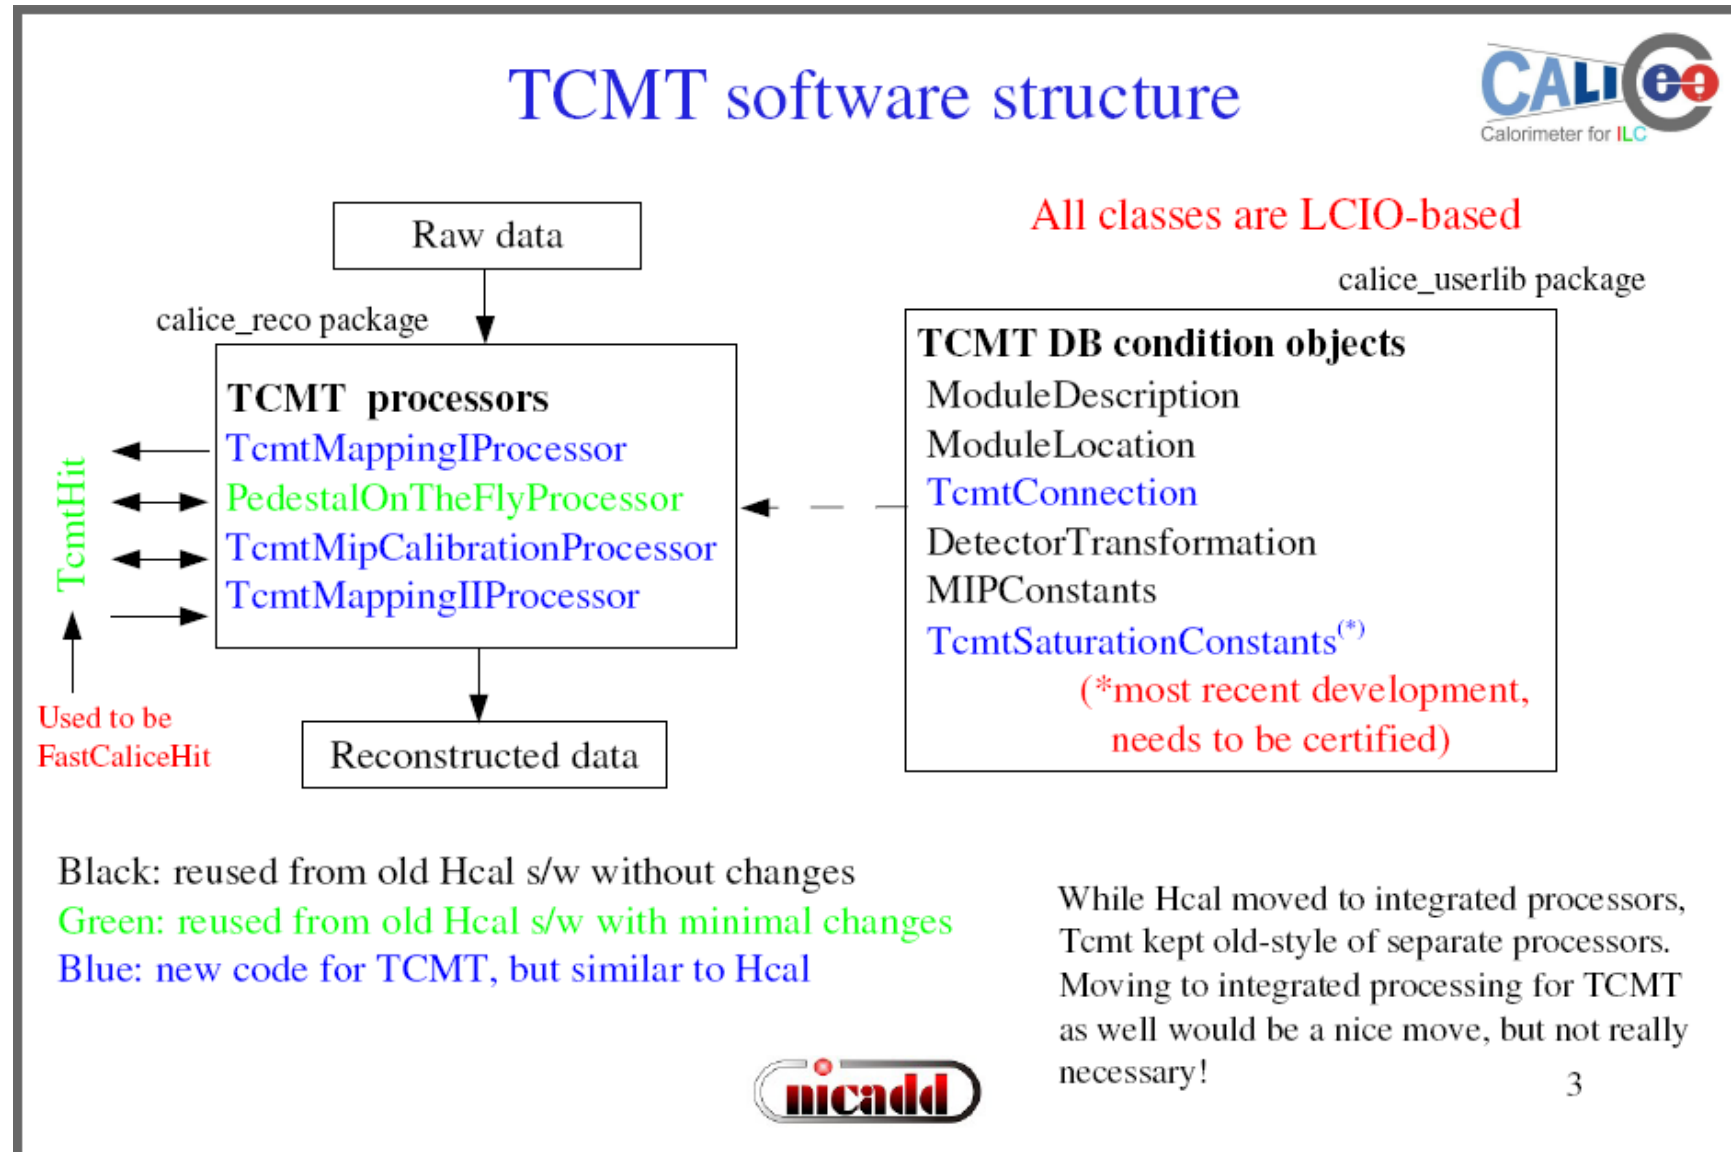 TCMT software structure
CALICE
Calorimeter for ILC
All classes are LCIO-based
Raw data
calice_reco package
calice_userlib package
TCMT processors
TcmtMappingIProcessor
PedestalOnTheFlyProcessor
TcmtMipCalibrationProcessor
TcmtMappingIIProcessor
TcmtHit
Used to be
FastCaliceHit
Reconstructed data
TCMT DB condition objects
ModuleDescription
ModuleLocation
TcmtConnection
DetectorTransformation
MIPConstants
TcmtSaturationConstants(*)
(*most recent development,
needs to be certified)
Black: reused from old Hcal s/w without changes
Green: reused from old Hcal s/w with minimal changes
Blue: new code for TCMT, but similar to Hcal
While Hcal moved to integrated processors,
Tcmt kept old-style of separate processors.
Moving to integrated processing for TCMT
as well would be a nice move, but not really
necessary!
nicadd
3